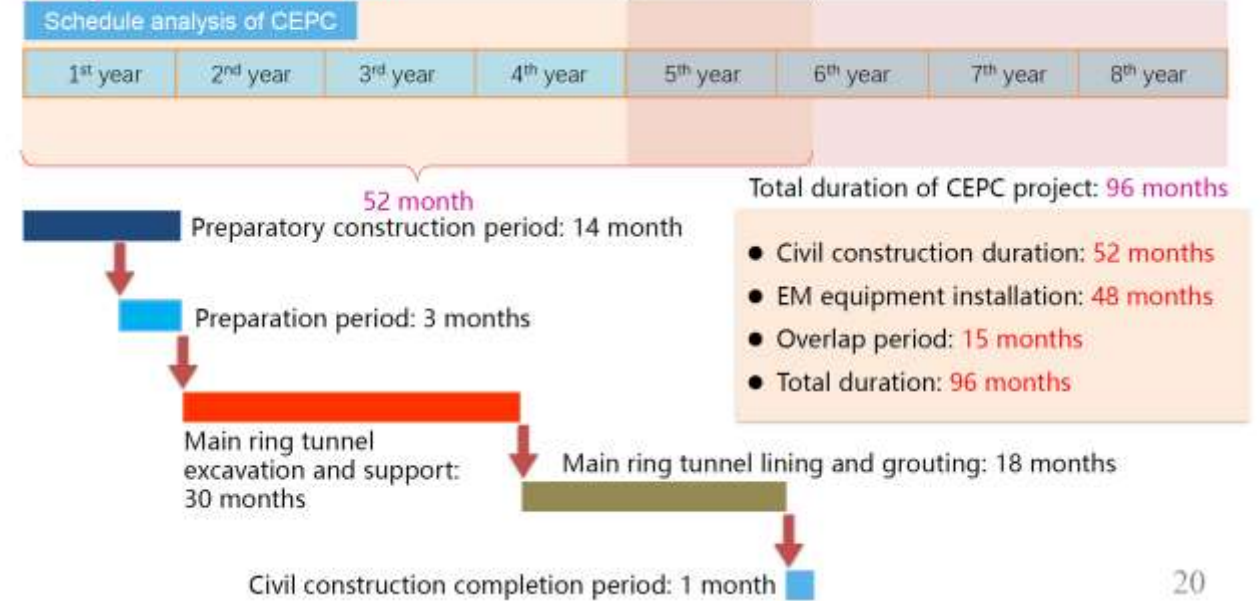 Schedule analysis of CEPC
1st year 2nd year 3rd year 4th year 5th year 6th year 7th year 8th year
52 month
Total duration of CEPC project: 96 months
Preparatory construction period: 14 month
● Civil construction duration: 52 months
● EM equipment installation: 48 months
● Overlap period: 15 months
● Total duration: 96 months
Preparation period: 3 months
Main ring tunnel
excavation and support:
30 months
Main ring tunnel lining and grouting: 18 months
Civil construction completion period: 1 month
20